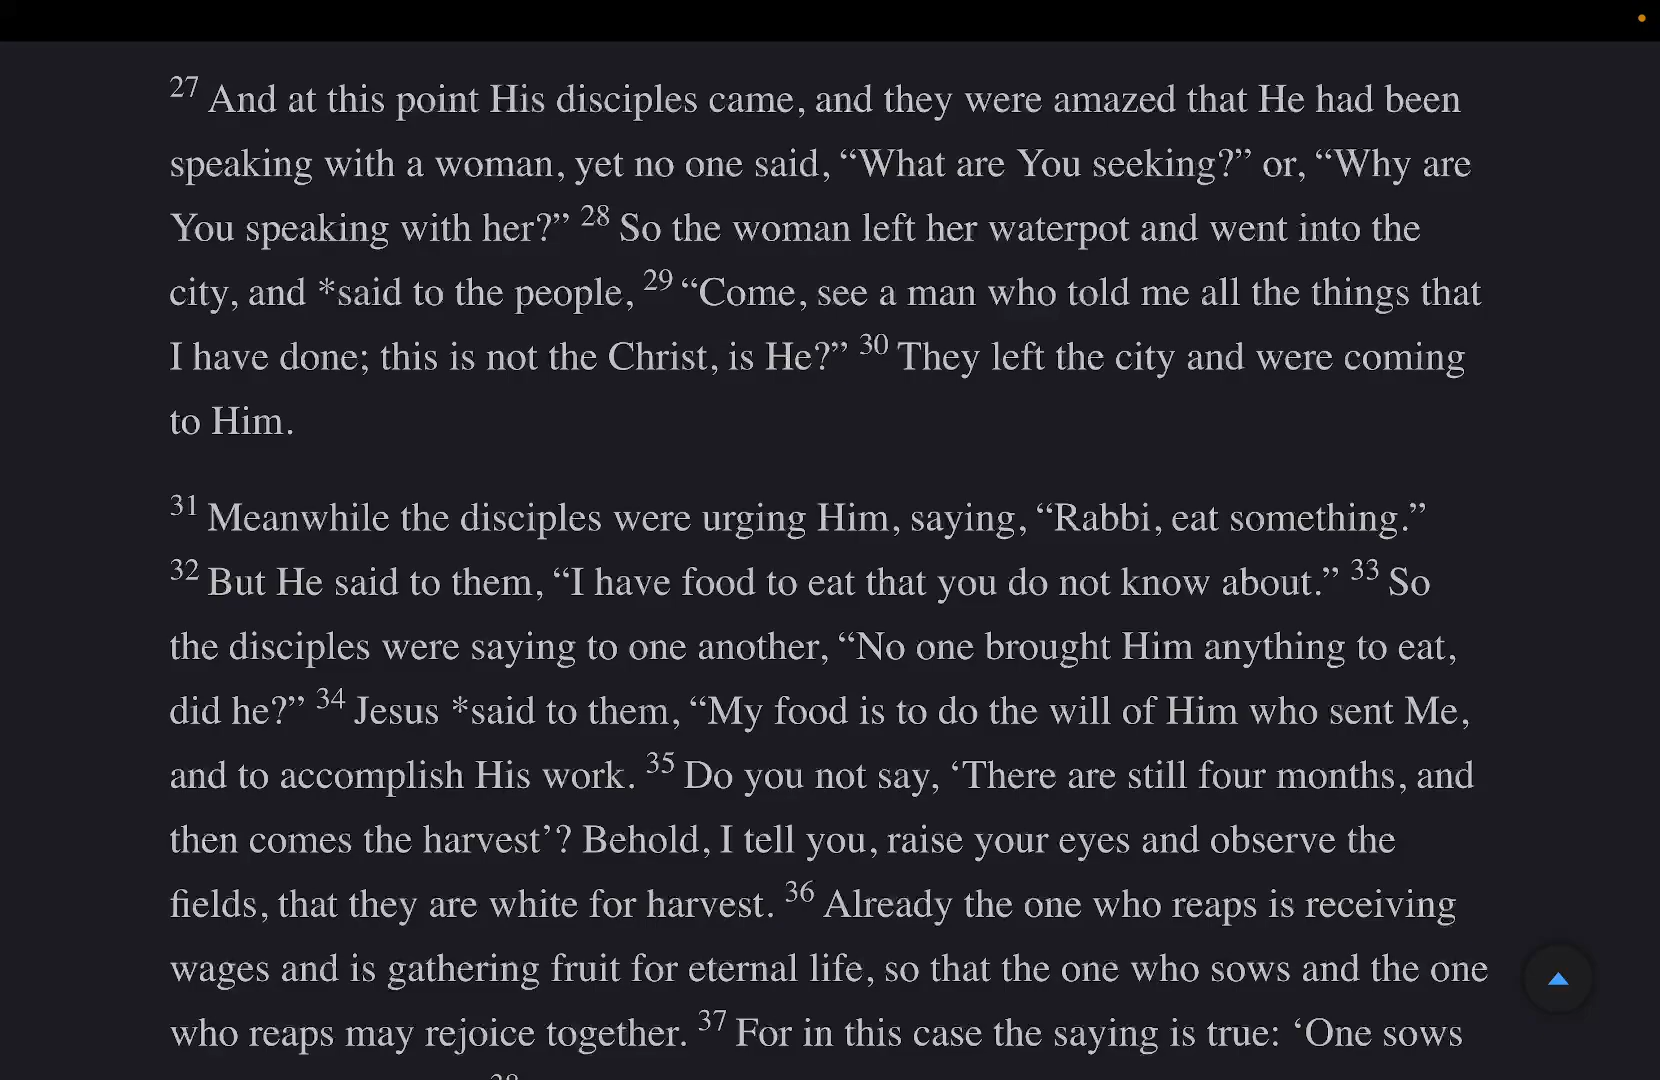 27 And at this point His disciples came, and they were amazed that He had been
speaking with a woman, yet no one said, “What are You seeking?” or, “Why are
You speaking with her?” 28 So the woman left her waterpot and went into the
city, and *said to the people, 29 “Come, see a man who told me all the things that
I have done; this is not the Christ, is He?” 30 They left the city and were coming
to Him.
31 Meanwhile the disciples were urging Him, saying, “Rabbi, eat something.”
32 But He said to them, “I have food to eat that you do not know about.” 33 So
the disciples were saying to one another, “No one brought Him anything to eat,
did he?” 34 Jesus *said to them, “My food is to do the will of Him who sent Me,
and to accomplish His work. 35 Do you not say, ‘There are still four months, and
then comes the harvest’? Behold, I tell you, raise your eyes and observe the
fields, that they are white for harvest. 36 Already the one who reaps is receiving
wages and is gathering fruit for eternal life, so that the one who sows and the one
who reaps may rejoice together. 37 For in this case the saying is true: ‘One sows